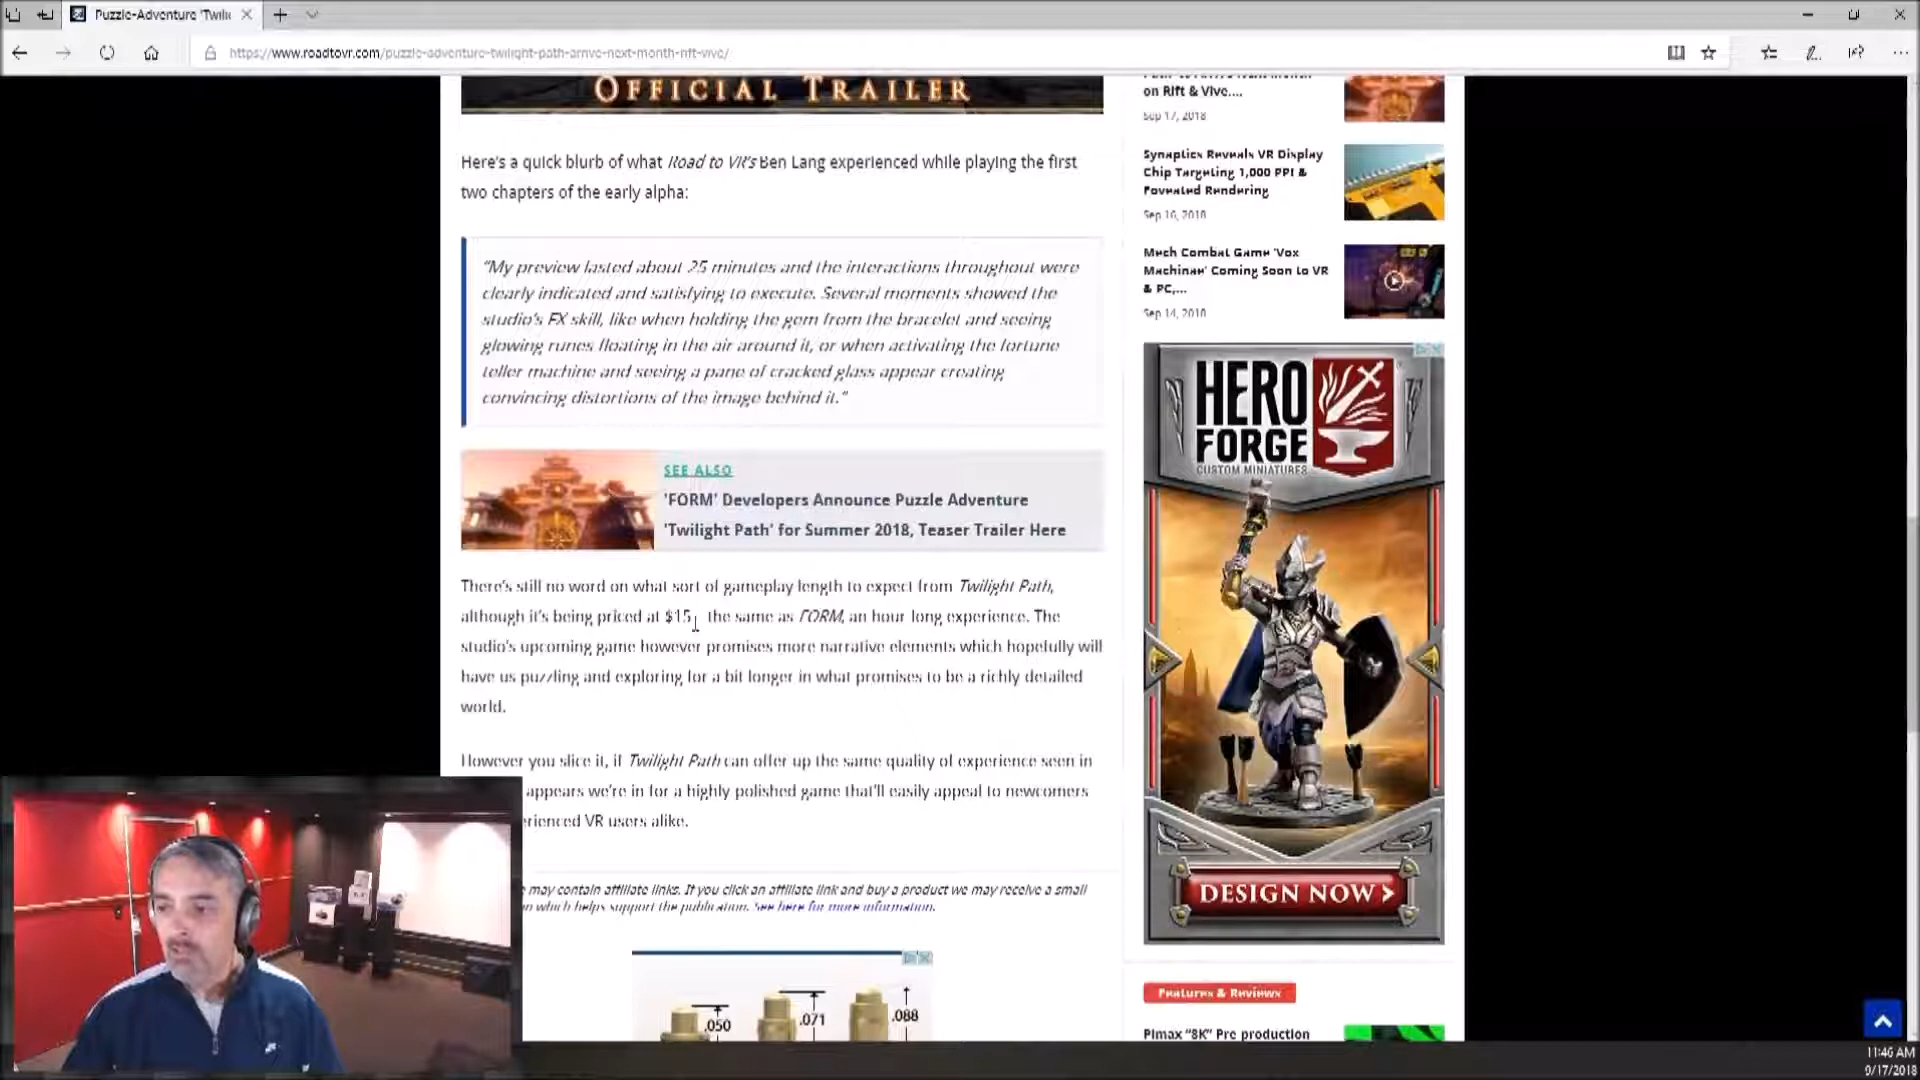 Puzzle-Adventure 'Twili
https://www.roadtovr.com/puzzle-adventure-twilight-path-arrive-next-month-rift-vive/
OFFICIAL TRAILER
Here's a quick blurb of what Road to VR's Ben Lang experienced while playing the first
two chapters of the early alpha:
"My preview lasted about 25 minutes and the interactions throughout were
clearly indicated and satisfying to execute. Several moments showed the
studio's FX skill, like when holding the gem from the bracelet and seeing
glowing runes floating in the air around it, or when activating the fortune
teller machine and seeing a pane of cracked glass appear creating
convincing distortions of the image behind it."
SEE ALSO
'FORM' Developers Announce Puzzle Adventure
'Twilight Path' for Summer 2018, Teaser Trailer Here
There's still no word on what sort of gameplay length to expect from Twilight Path,
although it's being priced at $15, the same as FORM, an hour long experience. The
studio's upcoming game however promises more narrative elements which hopefully will
have us puzzling and exploring for a bit longer in what promises to be a richly detailed
world.
However you slice it, if Twilight Path can offer up the same quality of experience seen in
appears we're in for a highly polished game that'll easily appeal to newcomers
erienced VR users alike.
may contain affiliate links. If you click an affiliate link and buy a product we may receive a small
n which helps support the publication. See here for more information.
.050
.071
.088
on Rift & Vive....
Sep 17, 2018
Synaptics Reveals VR Display
Chip Targeting 1,000 PPI &
Foveated Rendering
Sep 16, 2018
Mech Combat Game 'Vox
Machinae' Coming Soon to VR
& PC,...
Sep 14, 2018
HERO
FORGE
CUSTOM MINIATURES
DESIGN NOW >
Features & Reviews
Pimax "8K" Pre production
11:46 AM
9/17/2018